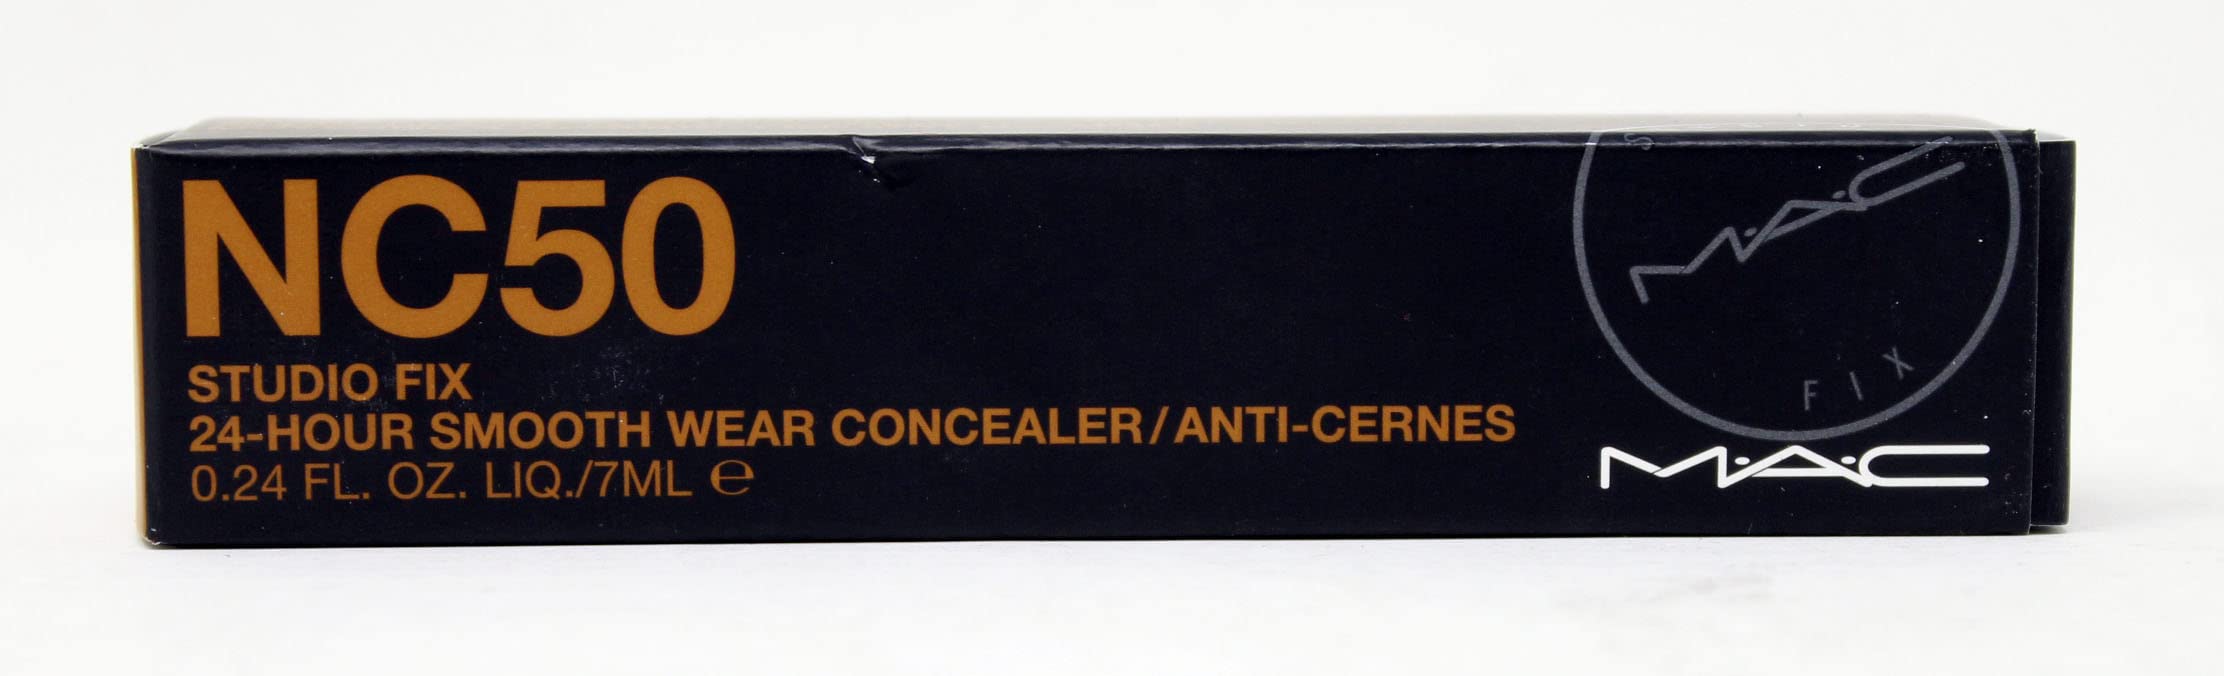 NC50
STUDIO FIX
24-HOUR SMOOTH WEAR CONCEALER/ANTI-CERNES
0.24 FL. OZ. LIQ./7ML ℮
M·A·C
FIX
M·A·C